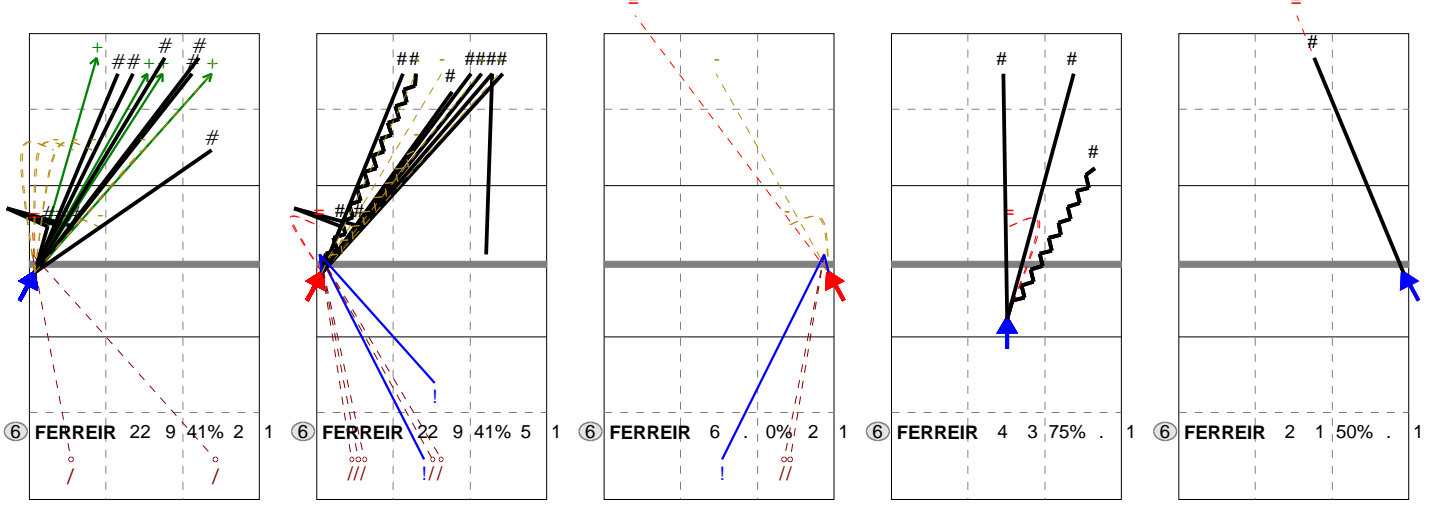 6 FERREIR 22 9 41% 2 1
6 FERREIR 22 9 41% 5 1
6 FERREIR 6 . 0% 2 1
6 FERREIR 4 3 75% . 1
6 FERREIR 2 1 50% . 1